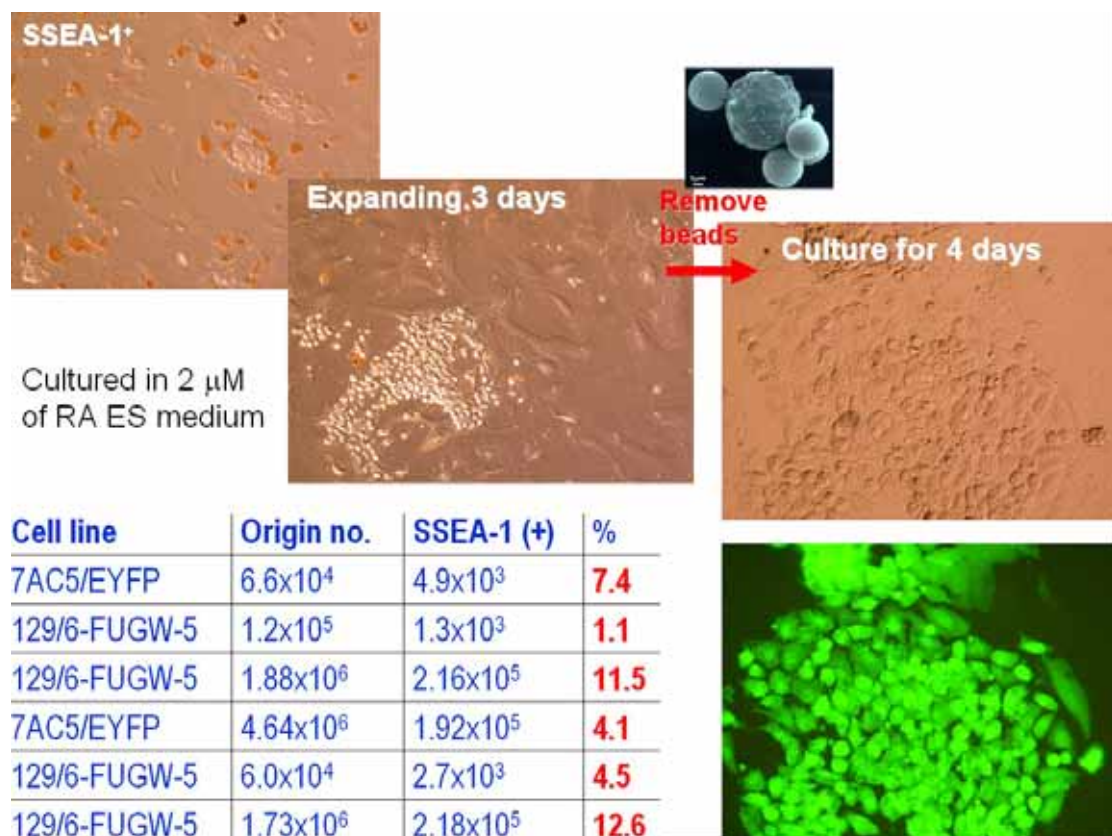 SSEA-1⁺
Expanding, 3 days
Remove
beads
Culture for 4 days
Cultured in 2 μM
of RA ES medium
Cell line Origin no. SSEA-1 (+) %
7AC5/EYFP 6.6x10⁴ 4.9x10³ 7.4
129/6-FUGW-5 1.2x10⁵ 1.3x10³ 1.1
129/6-FUGW-5 1.88x10⁶ 2.16x10⁵ 11.5
7AC5/EYFP 4.64x10⁶ 1.92x10⁵ 4.1
129/6-FUGW-5 6.0x10⁴ 2.7x10³ 4.5
129/6-FUGW-5 1.73x10⁶ 2.18x10⁵ 12.6